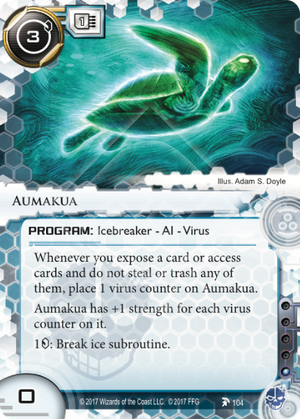 3
1
Illus. Adam S. Doyle
AUMAKUA
PROGRAM: Icebreaker - AI - Virus
Whenever you expose a card or access
cards and do not steal or trash any of
them, place 1 virus counter on Aumakua.
Aumakua has +1 strength for each virus
counter on it.
1: Break ice subroutine.
0
© 2017 Wizards of the Coast LLC. © 2017 FFG
104